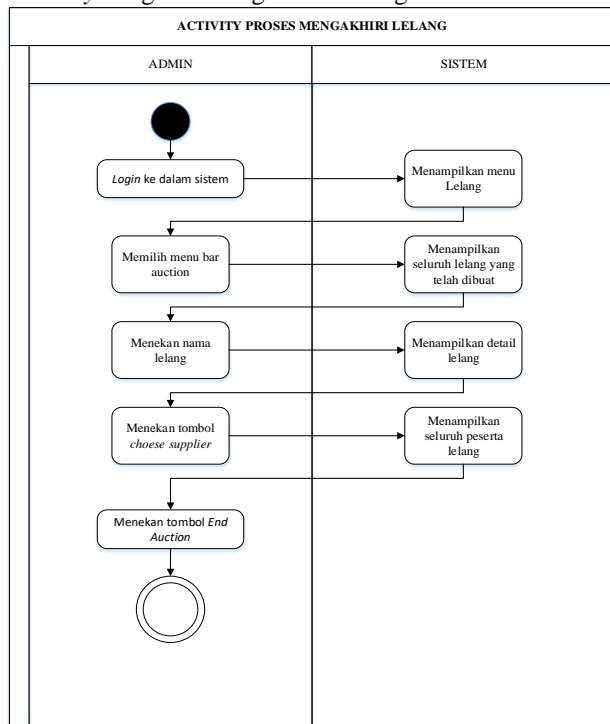 ACTIVITY PROSES MENGAKHIRI LELANG
ADMIN
SISTEM
Login ke dalam sistem
Menampilkan menu
Lelang
Memilih menu bar
auction
Menampilkan
seluruh lelang yang
telah dibuat
Menekan nama
lelang
Menampilkan detail
lelang
Menekan tombol
choese supplier
Menampilkan
seluruh peserta
lelang
Menekan tombol End
Auction